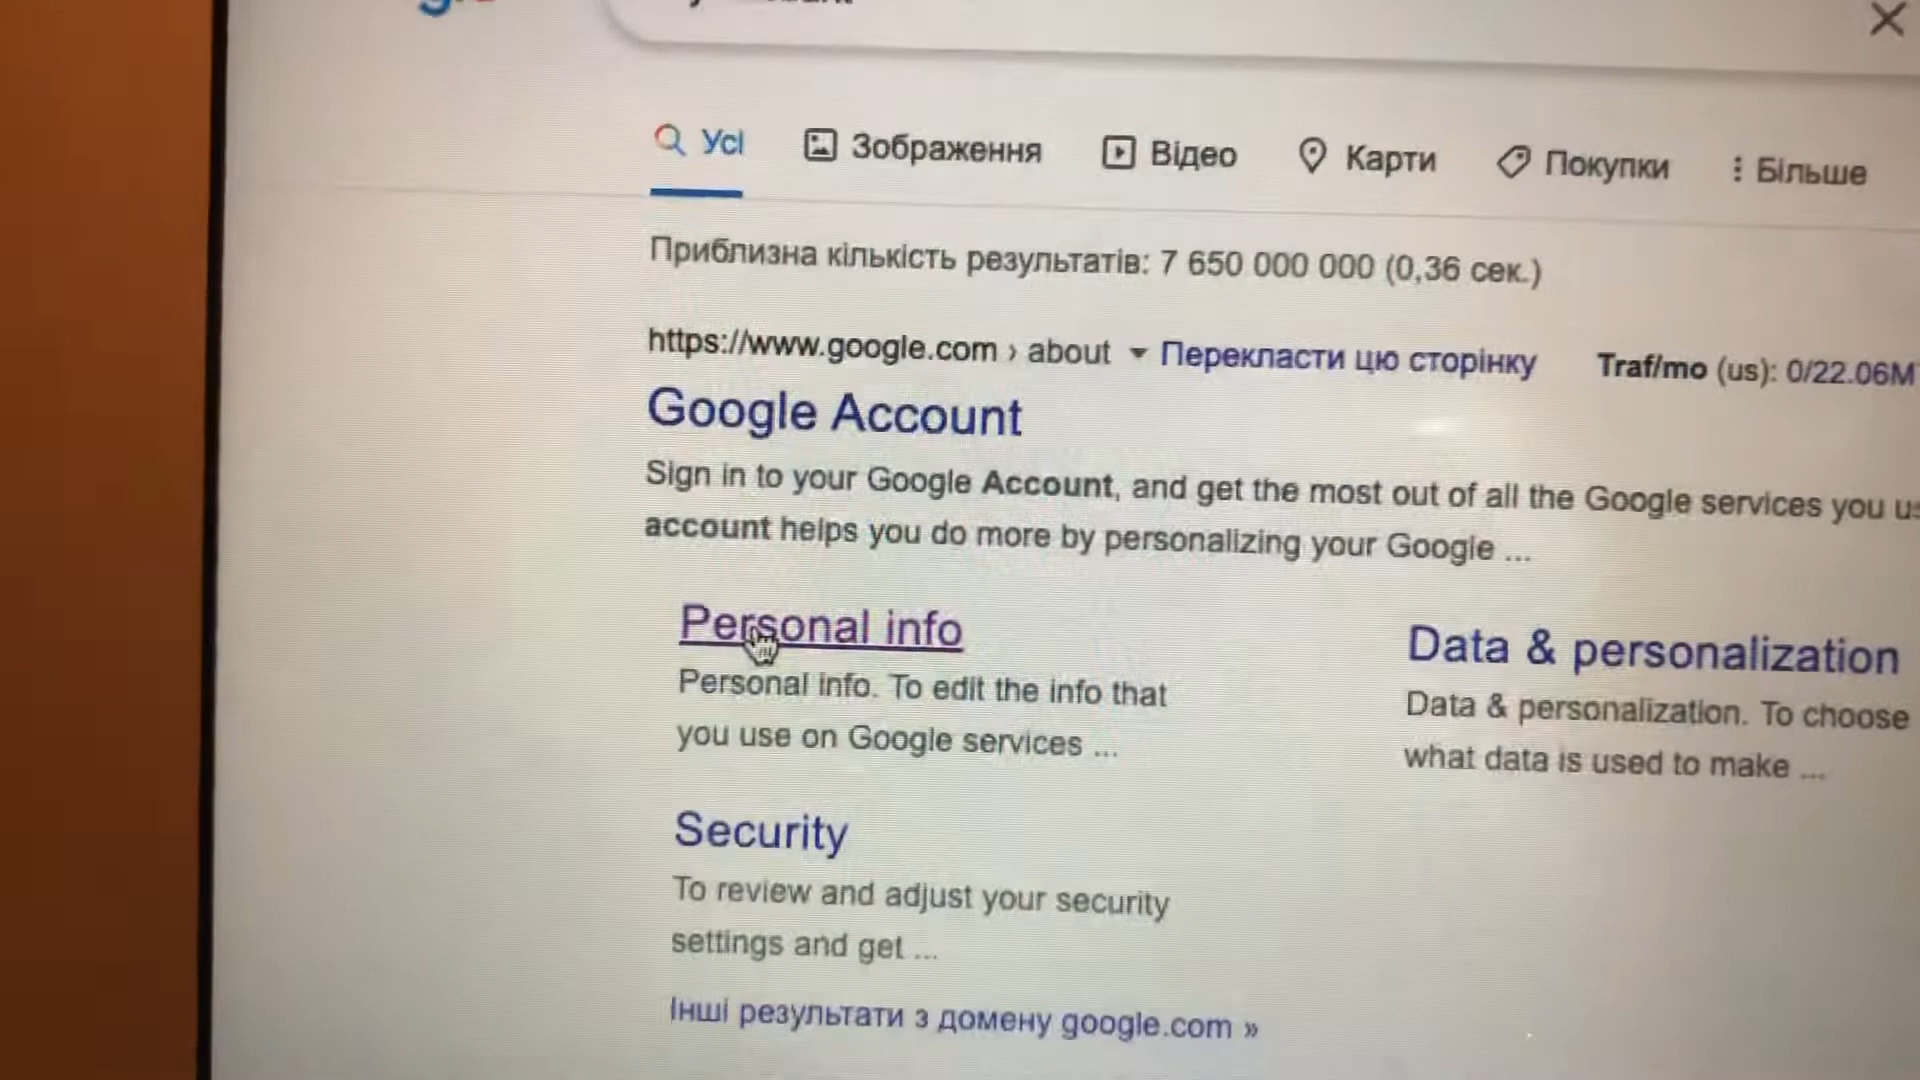 Усі Зображення Відео Карти Покупки Більше
Приблизна кількість результатів: 7 650 000 000 (0,36 сек.)
https://www.google.com › about Перекласти цю сторінку Traf/mo (us): 0/22.06M
Google Account
Sign in to your Google Account, and get the most out of all the Google services you us
account helps you do more by personalizing your Google ...
Personal info
Personal info. To edit the info that
you use on Google services ...
Data & personalization
Data & personalization. To choose
what data is used to make ...
Security
To review and adjust your security
settings and get ...
Інші результати з домену google.com »